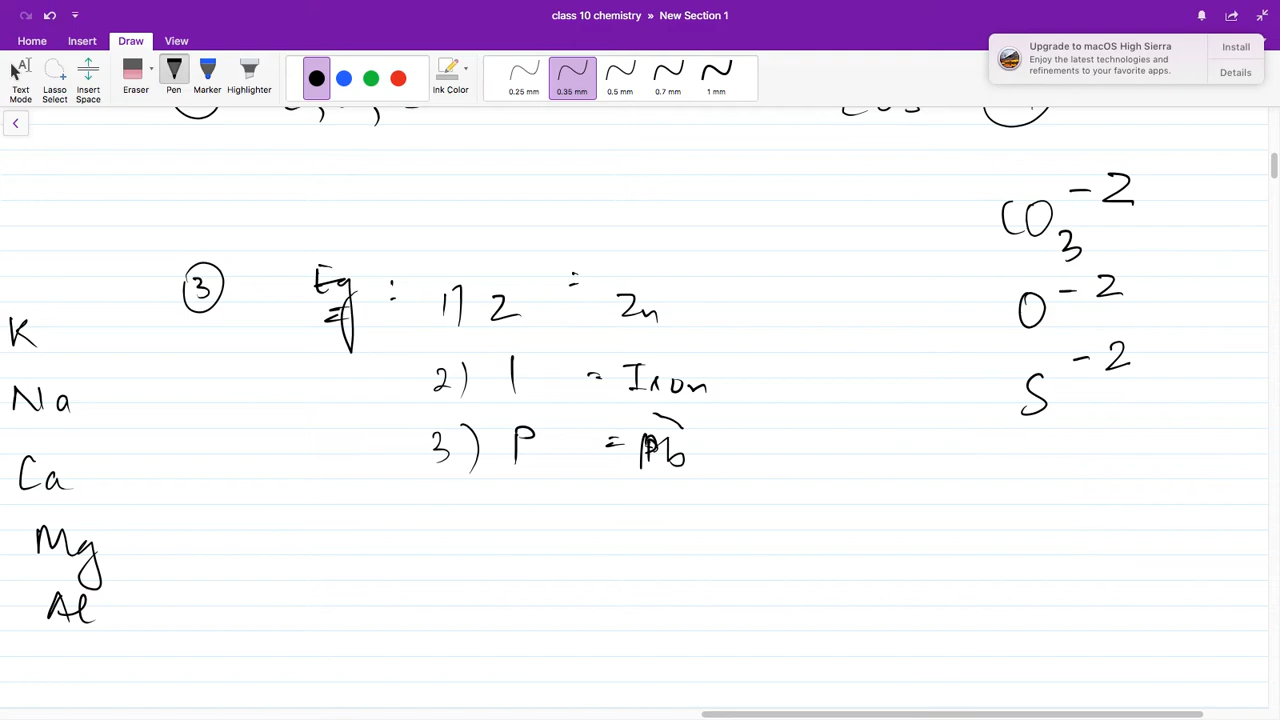 class 10 chemistry » New Section 1
Home Insert Draw View
Upgrade to macOS High Sierra
Enjoy the latest technologies and
refinements to your favorite apps.
Install
Details
Text Mode
Lasso Select
Insert Space
Eraser
Pen
Marker
Highlighter
Ink Color
0.25 mm
0.35 mm
0.5 mm
0.7 mm
1 mm
CO3 -2
O -2
S -2
3 Eg : 1) Z = Zn
2) I = Iron
3) P = Pb
K
Na
Ca
Mg
Al